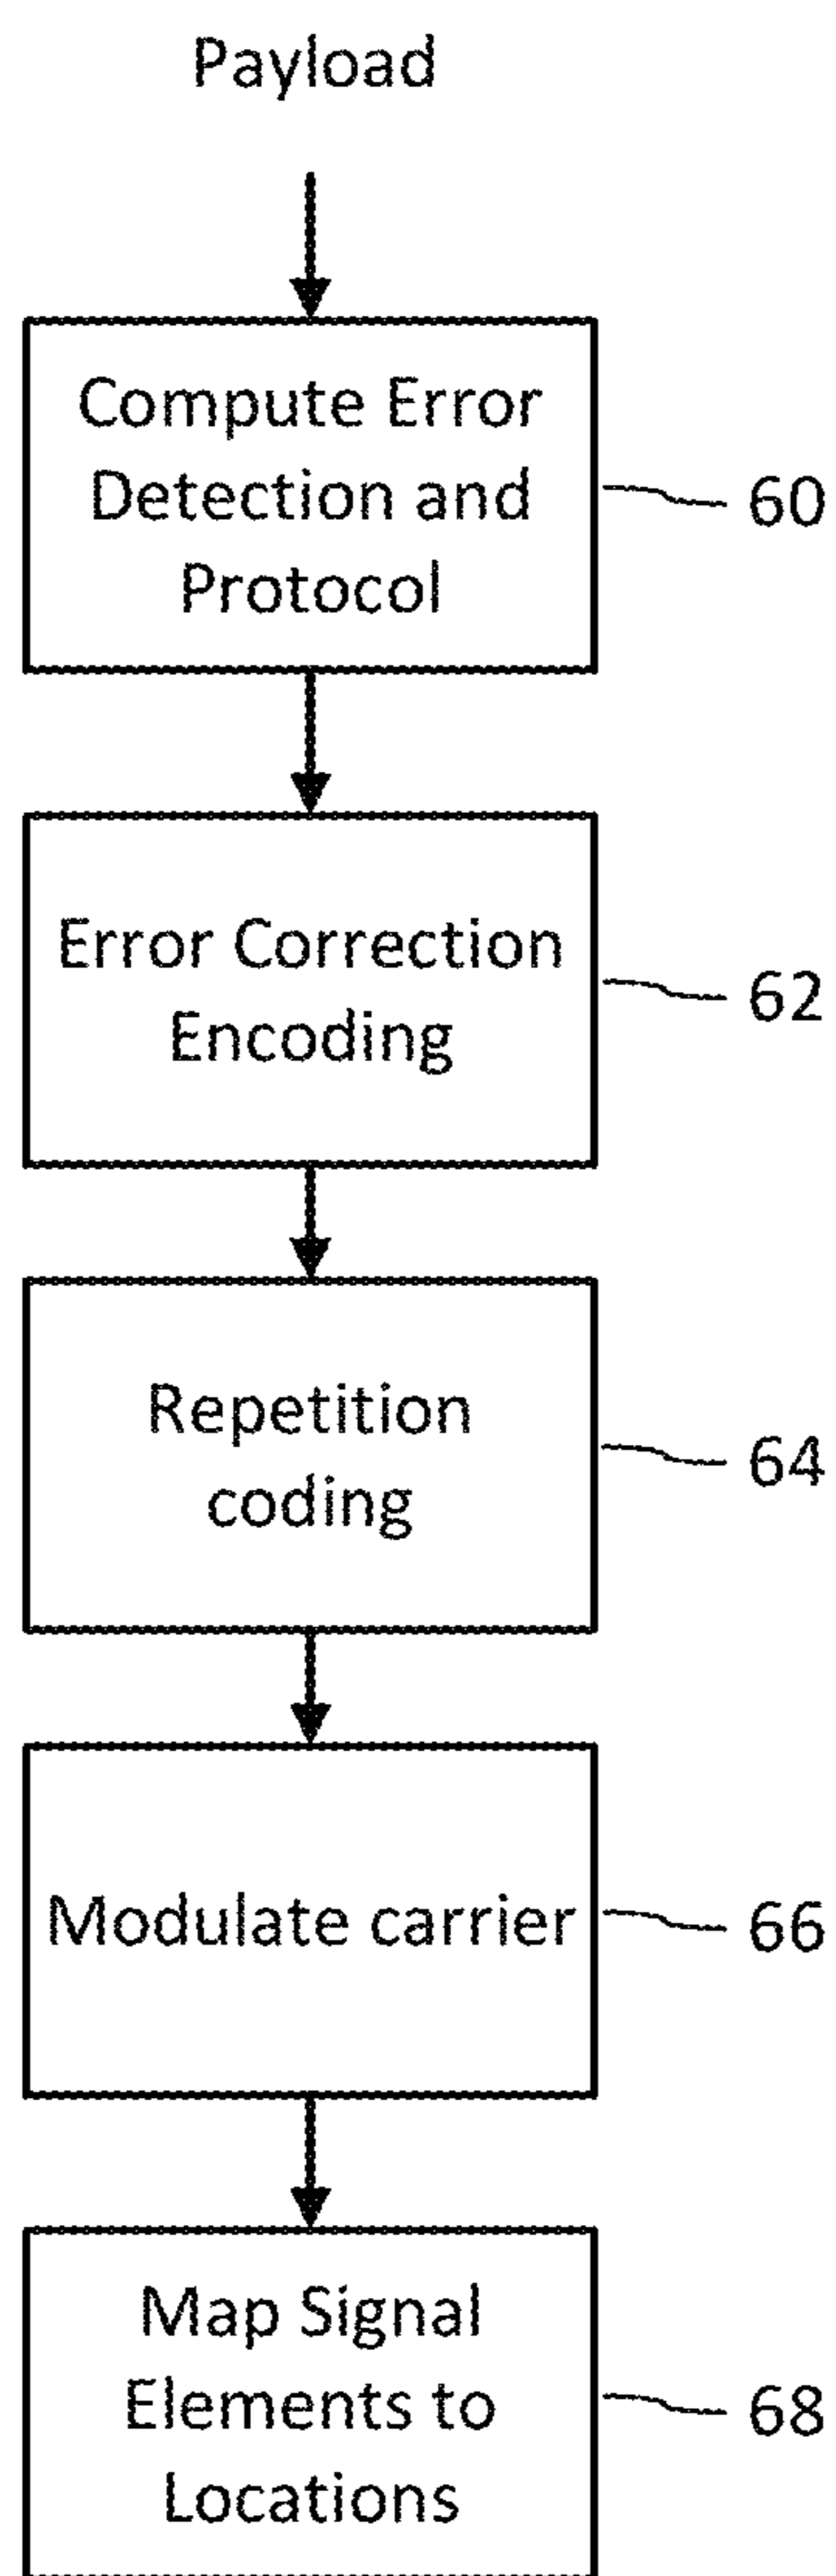 Payload
Compute Error
Detection and
Protocol
60
Error Correction
Encoding
62
Repetition
coding
64
Modulate carrier
66
Map Signal
Elements to
Locations
68